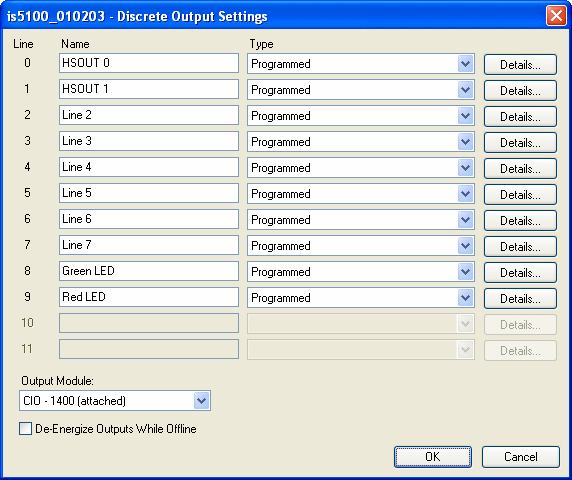 is5100_010203 - Discrete Output Settings
Line Name Type
0 HSOUT 0 Programmed Details...
1 HSOUT 1 Programmed Details...
2 Line 2 Programmed Details...
3 Line 3 Programmed Details...
4 Line 4 Programmed Details...
5 Line 5 Programmed Details...
6 Line 6 Programmed Details...
7 Line 7 Programmed Details...
8 Green LED Programmed Details...
9 Red LED Programmed Details...
10 Details...
11 Details...
Output Module:
CIO - 1400 (attached)
De-Energize Outputs While Offline
OK Cancel